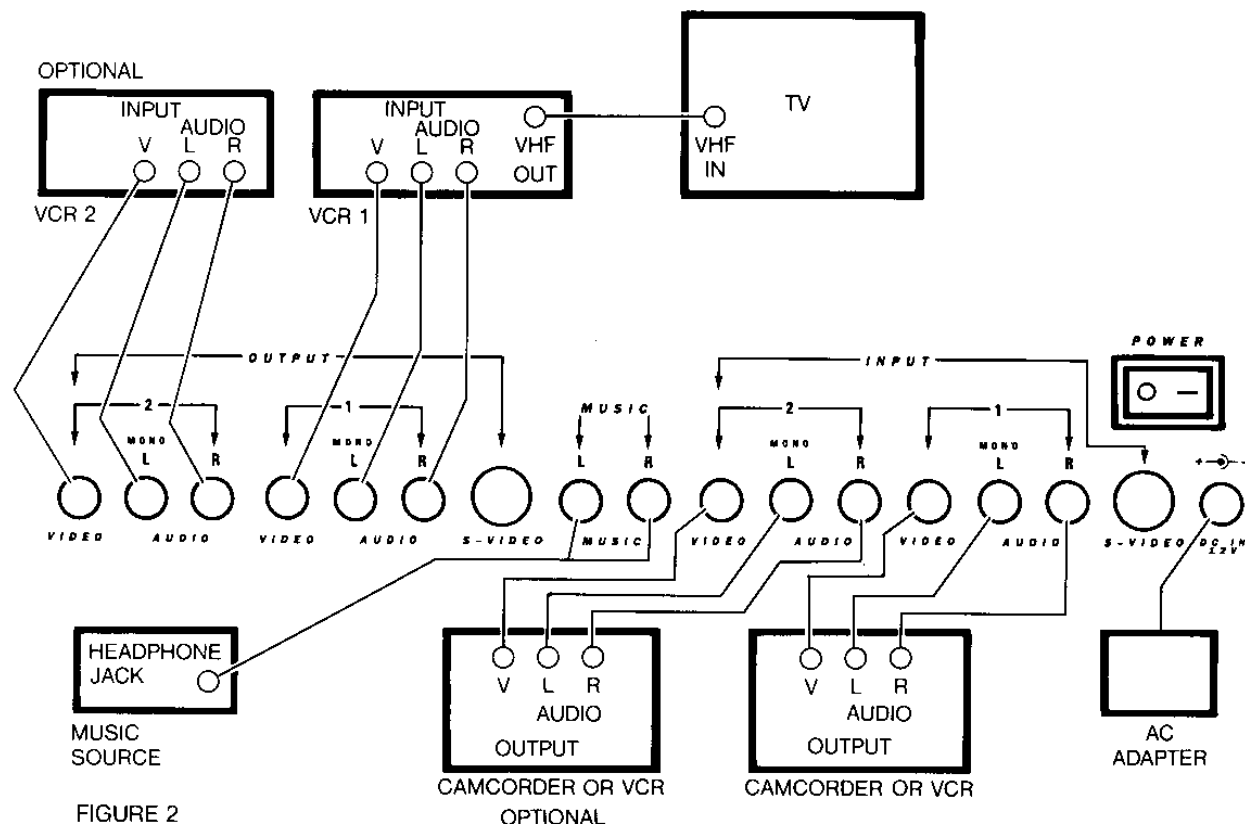 OPTIONAL
INPUT
AUDIO
V L R
VCR 2
INPUT
AUDIO
V L R
VHF
OUT
VCR 1
TV
VHF
IN
OUTPUT
2
MONO
L R
1
MONO
L R
MUSIC
L R
INPUT
2
MONO
L R
1
MONO
L R
POWER
+ -
VIDEO AUDIO VIDEO AUDIO S-VIDEO MUSIC VIDEO AUDIO VIDEO AUDIO S-VIDEO DC IN
12V
HEADPHONE
JACK
MUSIC
SOURCE
V L R
AUDIO
OUTPUT
CAMCORDER OR VCR
OPTIONAL
V L R
AUDIO
OUTPUT
CAMCORDER OR VCR
AC
ADAPTER
FIGURE 2